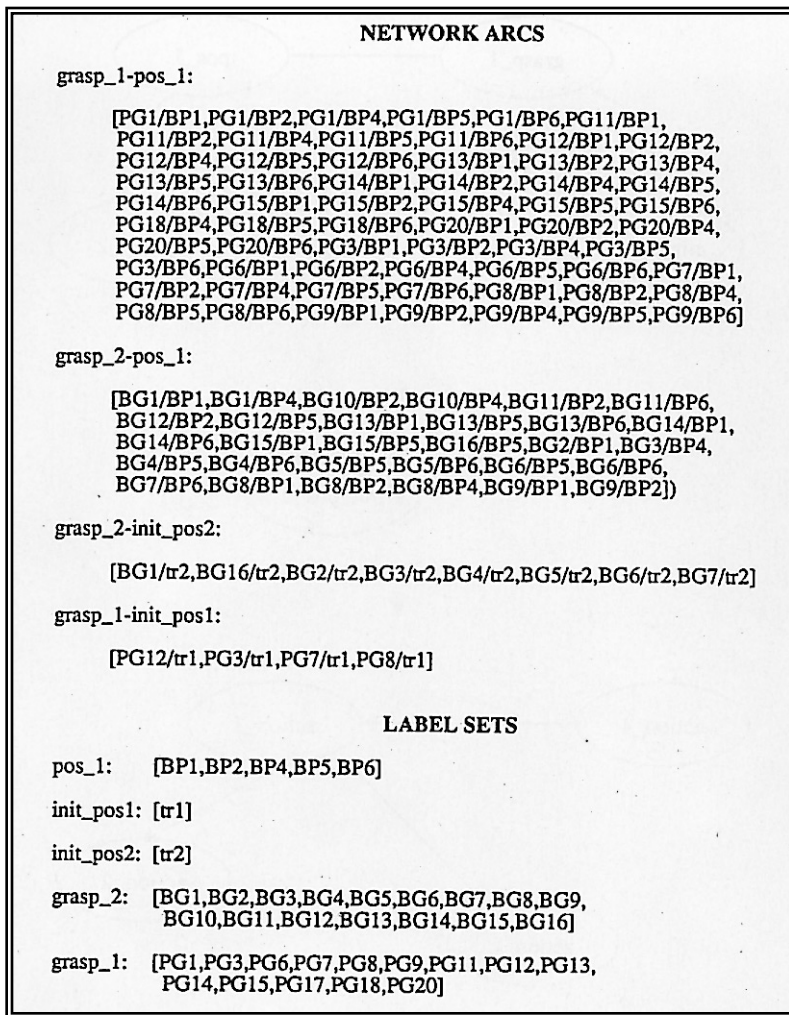 NETWORK ARCS
grasp_1-pos_1:
[PG1/BP1,PG1/BP2,PG1/BP4,PG1/BP5,PG1/BP6,PG11/BP1,
PG11/BP2,PG11/BP4,PG11/BP5,PG11/BP6,PG12/BP1,PG12/BP2,
PG12/BP4,PG12/BP5,PG12/BP6,PG13/BP1,PG13/BP2,PG13/BP4,
PG13/BP5,PG13/BP6,PG14/BP1,PG14/BP2,PG14/BP4,PG14/BP5,
PG14/BP6,PG15/BP1,PG15/BP2,PG15/BP4,PG15/BP5,PG15/BP6,
PG18/BP4,PG18/BP5,PG18/BP6,PG20/BP1,PG20/BP2,PG20/BP4,
PG20/BP5,PG20/BP6,PG3/BP1,PG3/BP2,PG3/BP4,PG3/BP5,
PG3/BP6,PG6/BP1,PG6/BP2,PG6/BP4,PG6/BP5,PG6/BP6,PG7/BP1,
PG7/BP2,PG7/BP4,PG7/BP5,PG7/BP6,PG8/BP1,PG8/BP2,PG8/BP4,
PG8/BP5,PG8/BP6,PG9/BP1,PG9/BP2,PG9/BP4,PG9/BP5,PG9/BP6]
grasp_2-pos_1:
[BG1/BP1,BG1/BP4,BG10/BP2,BG10/BP4,BG11/BP2,BG11/BP6,
BG12/BP2,BG12/BP5,BG13/BP1,BG13/BP5,BG13/BP6,BG14/BP1,
BG14/BP6,BG15/BP1,BG15/BP5,BG16/BP5,BG2/BP1,BG3/BP4,
BG4/BP5,BG4/BP6,BG5/BP5,BG5/BP6,BG6/BP5,BG6/BP6,
BG7/BP6,BG8/BP1,BG8/BP2,BG8/BP4,BG9/BP1,BG9/BP2])
grasp_2-init_pos2:
[BG1/tr2,BG16/tr2,BG2/tr2,BG3/tr2,BG4/tr2,BG5/tr2,BG6/tr2,BG7/tr2]
grasp_1-init_pos1:
[PG12/tr1,PG3/tr1,PG7/tr1,PG8/tr1]
LABEL SETS
pos_1: [BP1,BP2,BP4,BP5,BP6]
init_pos1: [tr1]
init_pos2: [tr2]
grasp_2: [BG1,BG2,BG3,BG4,BG5,BG6,BG7,BG8,BG9,
BG10,BG11,BG12,BG13,BG14,BG15,BG16]
grasp_1: [PG1,PG3,PG6,PG7,PG8,PG9,PG11,PG12,PG13,
PG14,PG15,PG17,PG18,PG20]